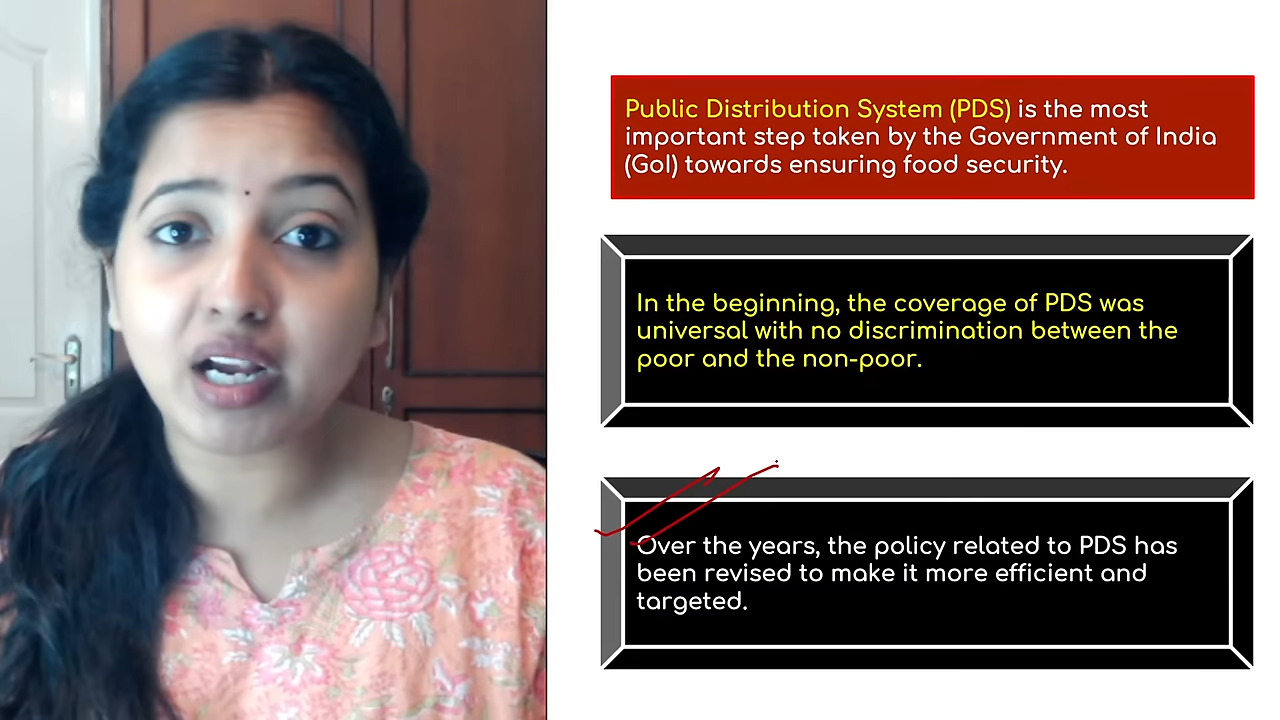 Public Distribution System (PDS) is the most
important step taken by the Government of India
(GoI) towards ensuring food security.
In the beginning, the coverage of PDS was
universal with no discrimination between the
poor and the non-poor.
Over the years, the policy related to PDS has
been revised to make it more efficient and
targeted.